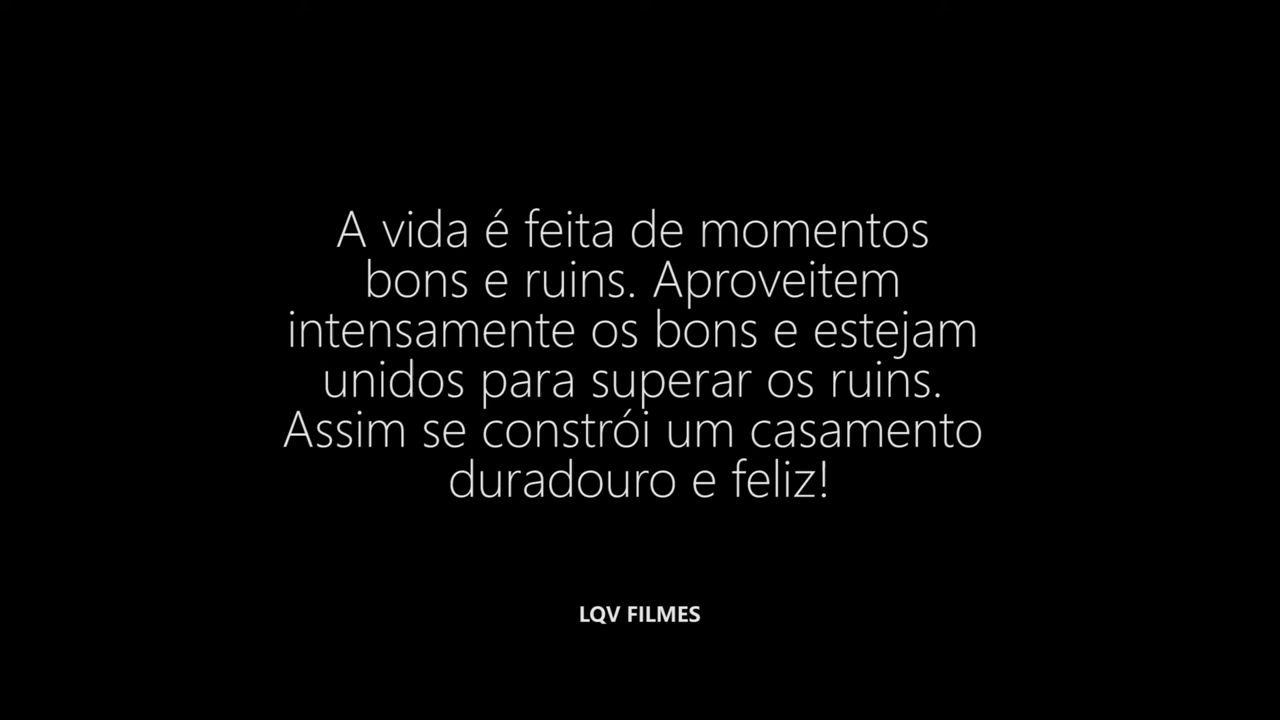 A vida é feita de momentos
bons e ruins. Aproveitem
intensamente os bons e estejam
unidos para superar os ruins.
Assim se constrói um casamento
duradouro e feliz!
LQV FILMES